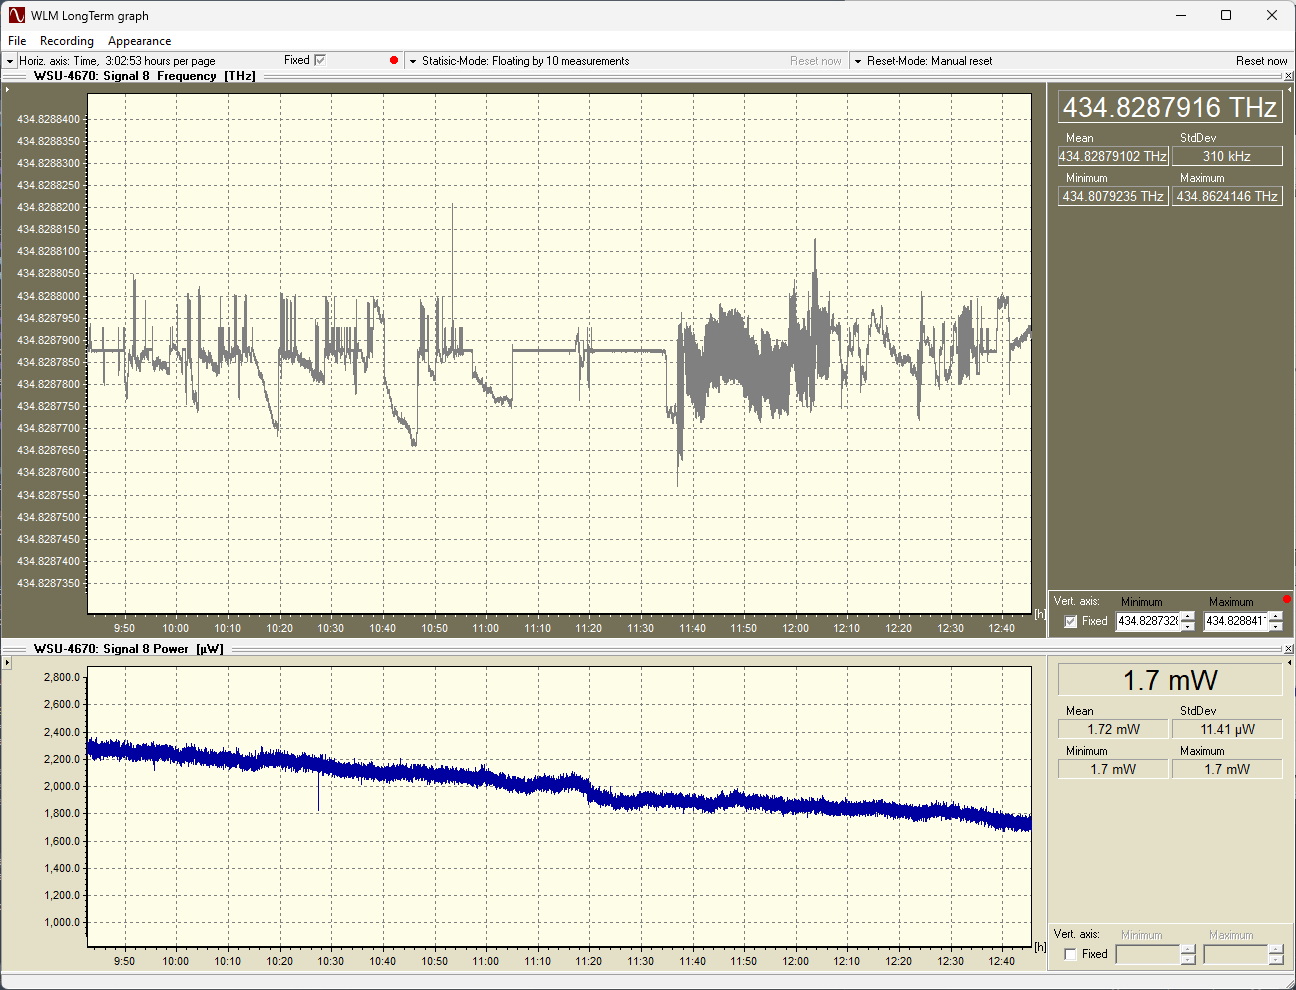 WLM LongTerm graph
File Recording Appearance
Horiz. axis: Time, 3:02:53 hours per page Fixed Statisic-Mode: Floating by 10 measurements Reset now Reset-Mode: Manual reset Reset now
WSU-4670: Signal 8 Frequency [THz]
434.8288400
434.8288350
434.8288300
434.8288250
434.8288200
434.8288150
434.8288100
434.8288050
434.8288000
434.8287950
434.8287900
434.8287850
434.8287800
434.8287750
434.8287700
434.8287650
434.8287600
434.8287550
434.8287500
434.8287450
434.8287400
434.8287350
9:50 10:00 10:10 10:20 10:30 10:40 10:50 11:00 11:10 11:20 11:30 11:40 11:50 12:00 12:10 12:20 12:30 12:40 [h]
434.8287916 THz
Mean StdDev
434.82879102 THz 310 kHz
Minimum Maximum
434.8079235 THz 434.8624146 THz
Vert. axis: Minimum Maximum
Fixed 434.8287320 434.828841
WSU-4670: Signal 8 Power [µW]
2,800.0
2,600.0
2,400.0
2,200.0
2,000.0
1,800.0
1,600.0
1,400.0
1,200.0
1,000.0
9:50 10:00 10:10 10:20 10:30 10:40 10:50 11:00 11:10 11:20 11:30 11:40 11:50 12:00 12:10 12:20 12:30 12:40 [h]
1.7 mW
Mean StdDev
1.72 mW 11.41 µW
Minimum Maximum
1.7 mW 1.7 mW
Vert. axis: Minimum Maximum
Fixed